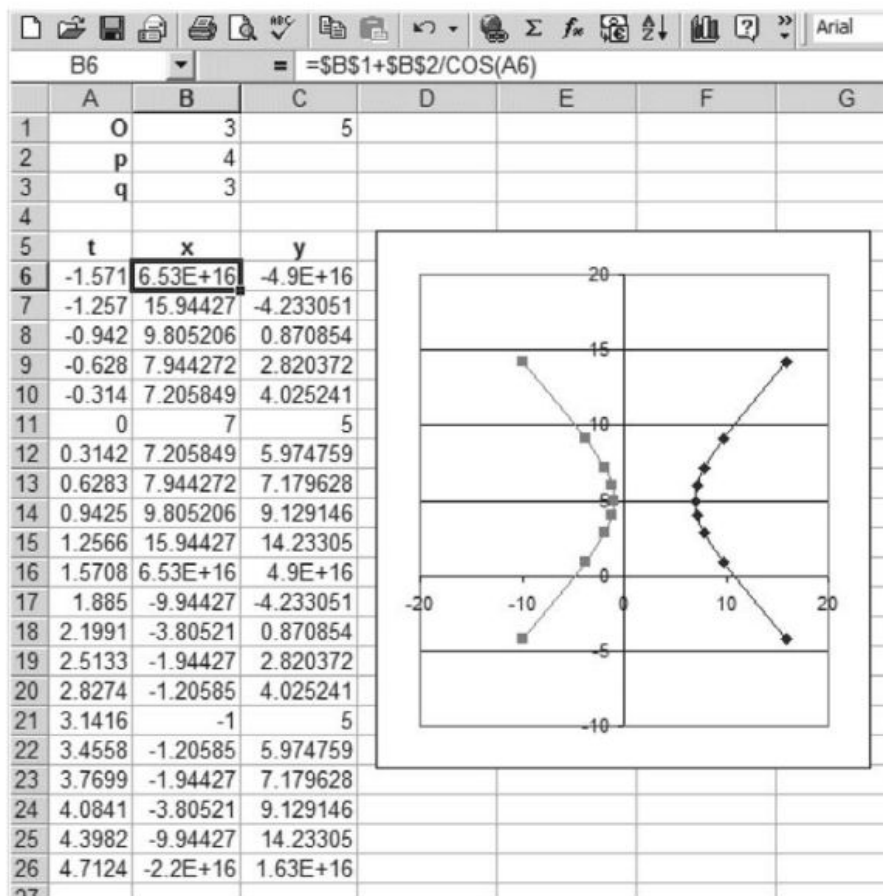 ABC
Σ fx A Z ? » Arial
B6 = =$B$1+$B$2/COS(A6)
A B C D E F G
1 O 3 5
2 p 4
3 q 3
4
5 t x y
6 -1.571 6.53E+16 -4.9E+16
7 -1.257 15.94427 -4.233051
8 -0.942 9.805206 0.870854
9 -0.628 7.944272 2.820372
10 -0.314 7.205849 4.025241
11 0 7 5
12 0.3142 7.205849 5.974759
13 0.6283 7.944272 7.179628
14 0.9425 9.805206 9.129146
15 1.2566 15.94427 14.23305
16 1.5708 6.53E+16 4.9E+16
17 1.885 -9.94427 -4.233051
18 2.1991 -3.80521 0.870854
19 2.5133 -1.94427 2.820372
20 2.8274 -1.20585 4.025241
21 3.1416 -1 5
22 3.4558 -1.20585 5.974759
23 3.7699 -1.94427 7.179628
24 4.0841 -3.80521 9.129146
25 4.3982 -9.94427 14.23305
26 4.7124 -2.2E+16 1.63E+16
27
20
15
10
5
0
-20 -10 0 10 20
-5
-10